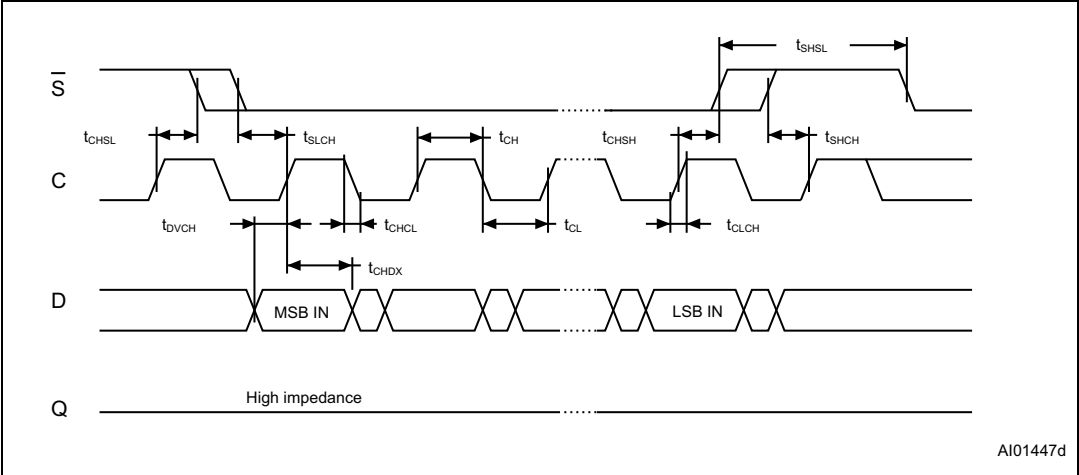 tSHSL
S̅
tCHSL
tSLCH
tCH
tCHSH
tSHCH
C
tDVCH
tCHCL
tCL
tCLCH
tCHDX
D
MSB IN
LSB IN
High impedance
Q
AI01447d